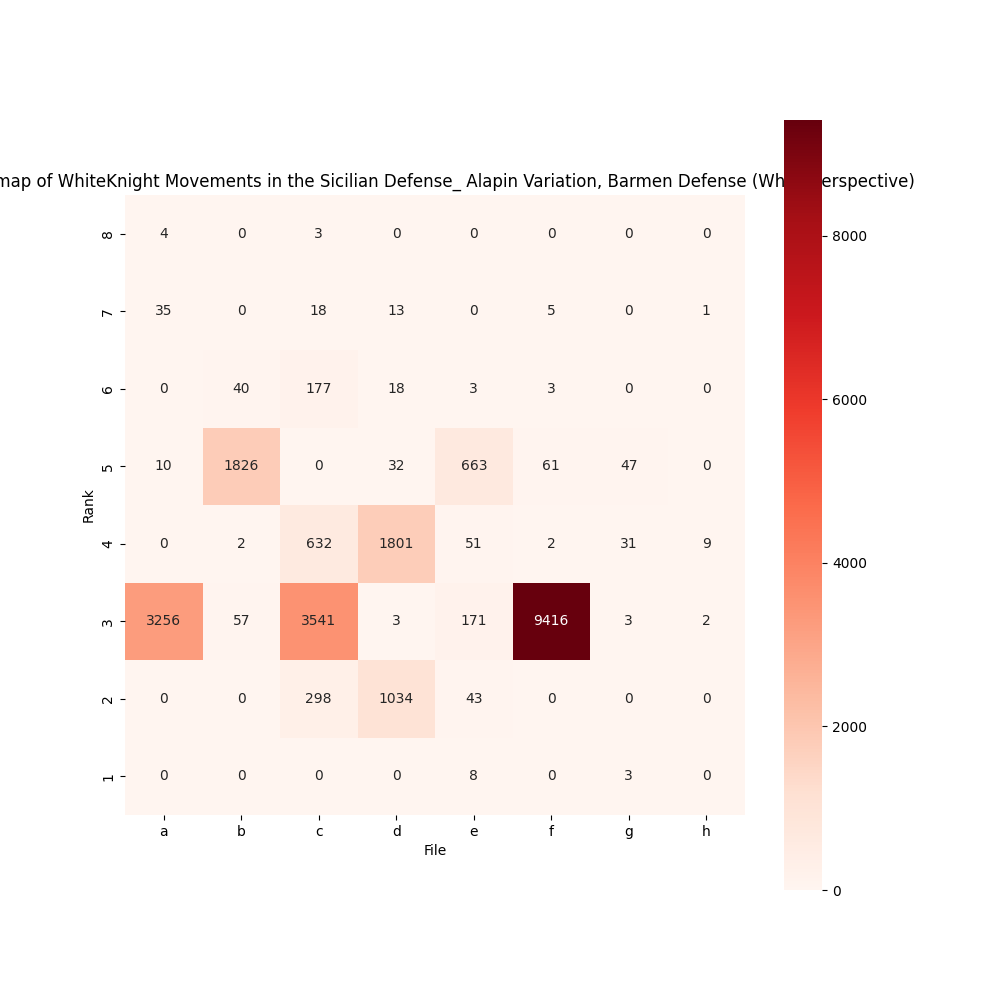 map of WhiteKnight Movements in the Sicilian Defense_ Alapin Variation, Barmen Defense (Wh erspective)
8 4 0 3 0 0 0 0 0
7 35 0 18 13 0 5 0 1
6 0 40 177 18 3 3 0 0
5 10 1826 0 32 663 61 47 0
4 0 2 632 1801 51 2 31 9
3 3256 57 3541 3 171 9416 3 2
2 0 0 298 1034 43 0 0 0
1 0 0 0 0 8 0 3 0
a b c d e f g h
File
Rank
8000
6000
4000
2000
0